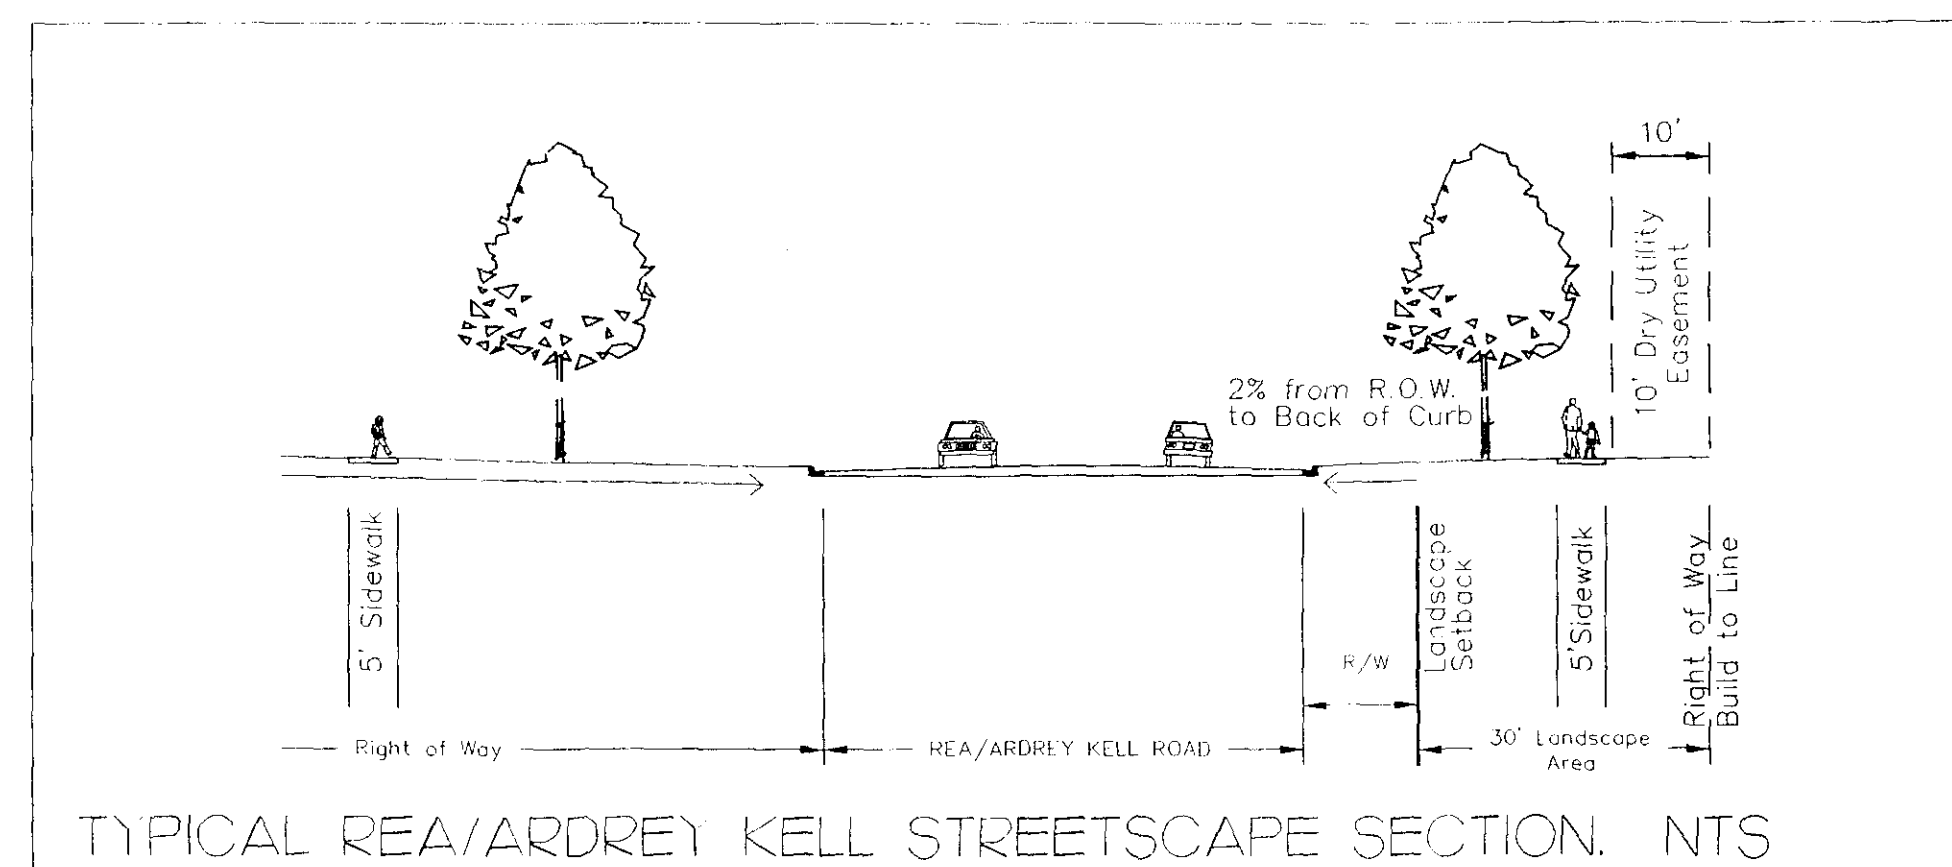 10'
10' Dry Utility
Easement
2% from R.O.W.
to Back of Curb
5' Sidewalk
Landscape
Setback
5' Sidewalk
Right of Way
Build to Line
R/W
Right of Way
REA/ARDREY KELL ROAD
30' Landscape
Area
TYPICAL REA/ARDREY KELL STREETSCAPE SECTION. NTS